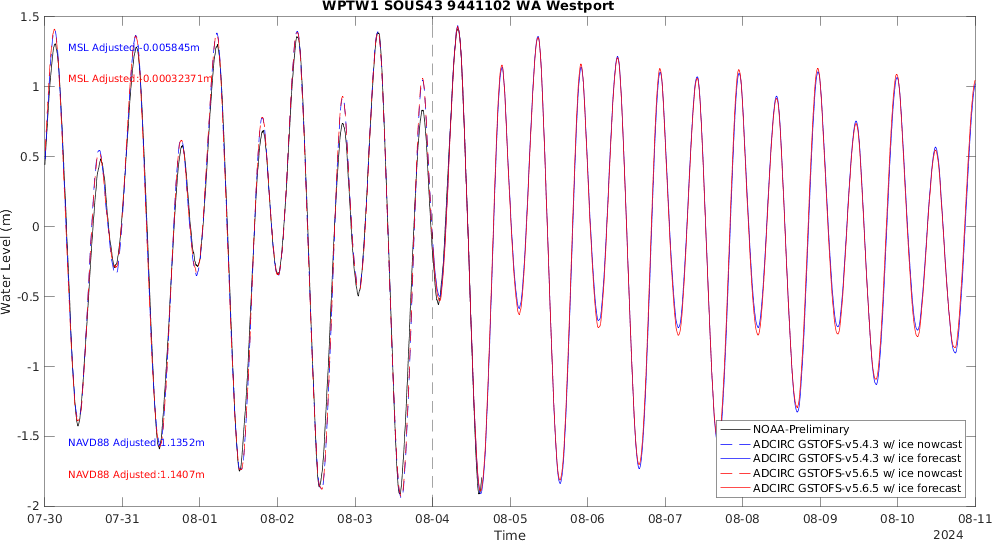 WPTW1 SOUS43 9441102 WA Westport
1.5
1
0.5
0
-0.5
-1
-1.5
-2
Water Level (m)
MSL Adjusted:-0.005845m
MSL Adjusted:-0.00032371m
NAVD88 Adjusted:1.1352m
NAVD88 Adjusted:1.1407m
NOAA-Preliminary
ADCIRC GSTOFS-v5.4.3 w/ ice nowcast
ADCIRC GSTOFS-v5.4.3 w/ ice forecast
ADCIRC GSTOFS-v5.6.5 w/ ice nowcast
ADCIRC GSTOFS-v5.6.5 w/ ice forecast
07-30 07-31 08-01 08-02 08-03 08-04 08-05 08-06 08-07 08-08 08-09 08-10 08-11
Time
2024